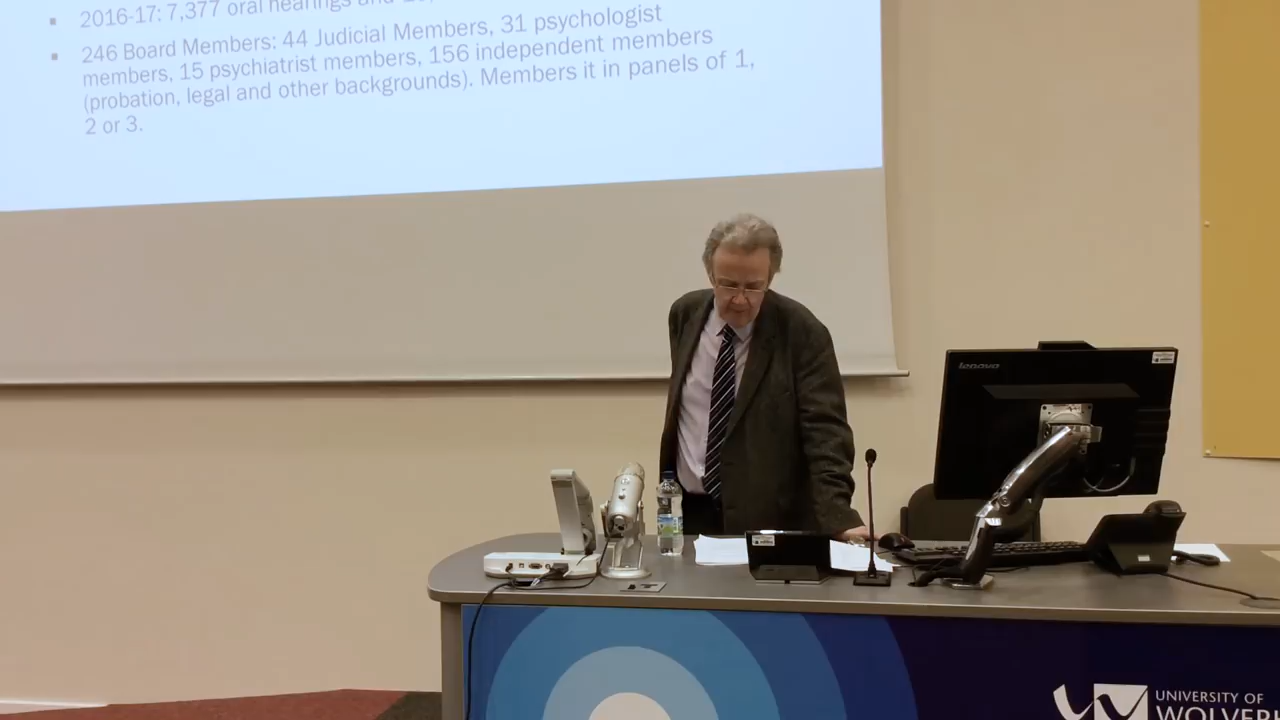 2016-17: 7,377 oral hearings and
246 Board Members: 44 Judicial Members, 31 psychologist
members, 15 psychiatrist members, 156 independent members
(probation, legal and other backgrounds). Members it in panels of 1,
2 or 3.
lenovo
UNIVERSITY OF
WOLVER